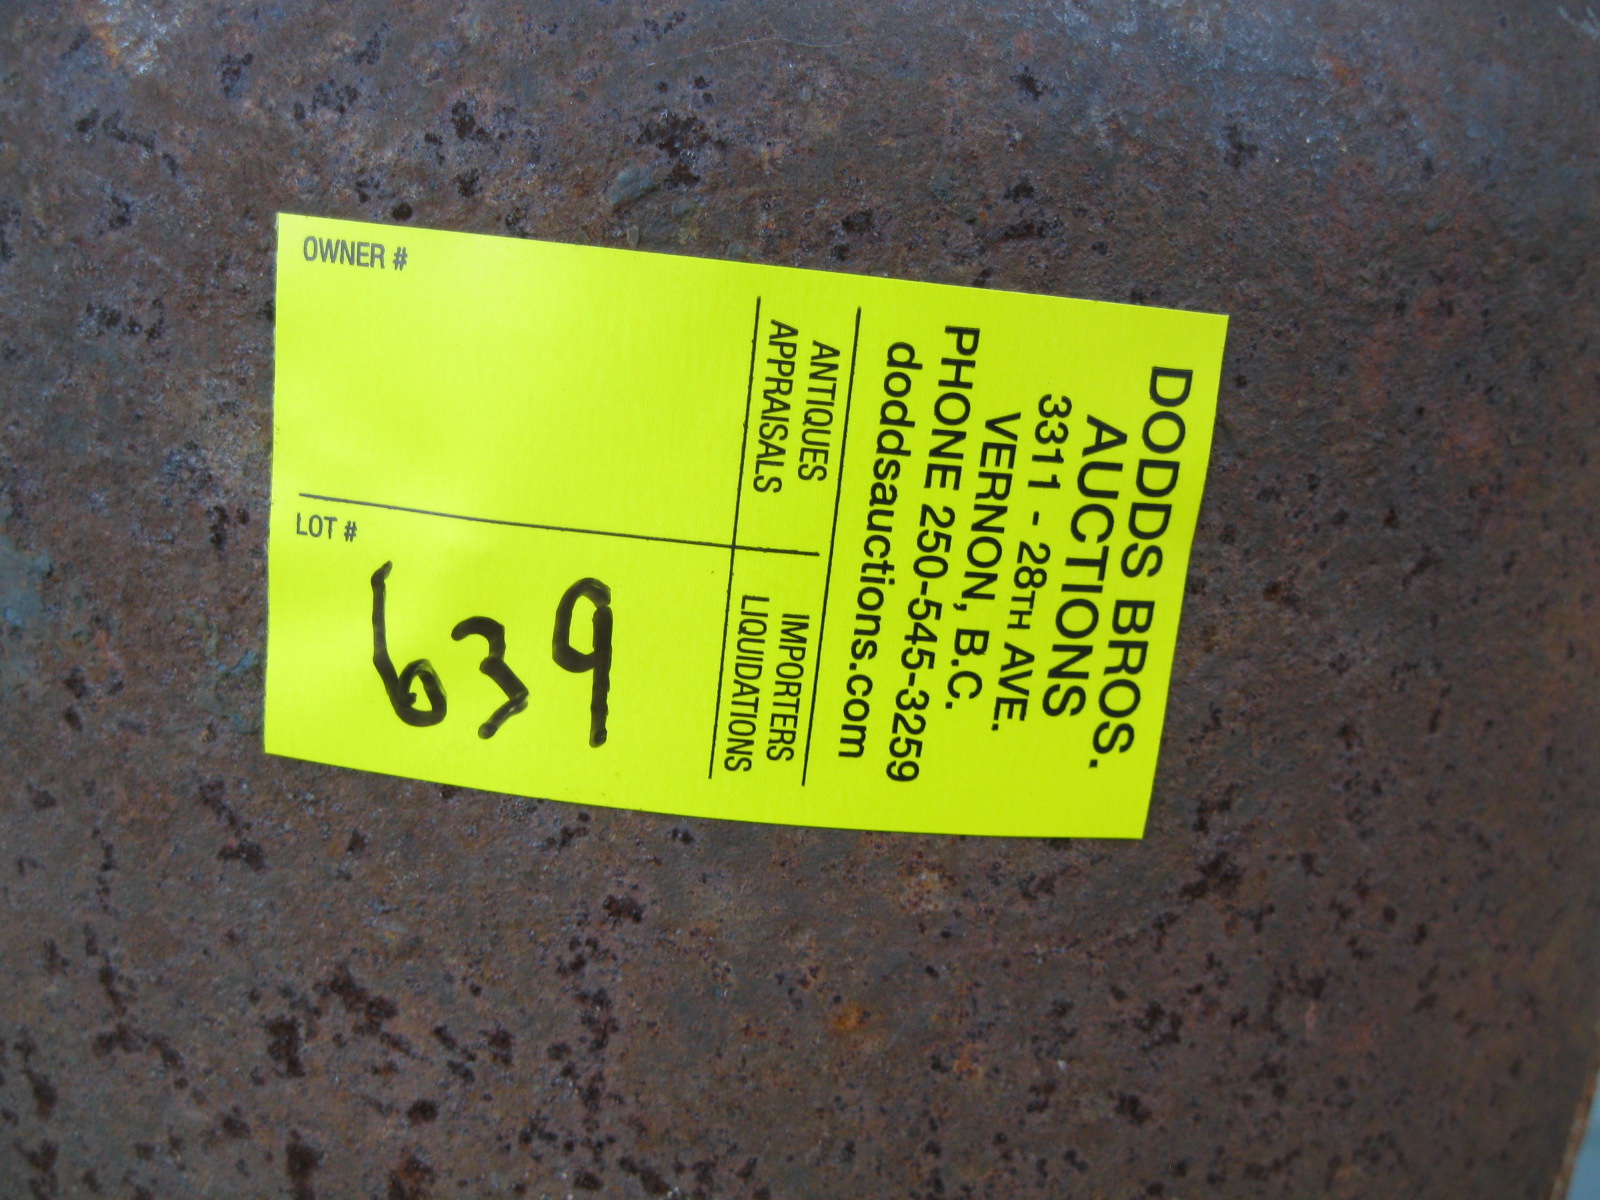 DODDS BROS.
AUCTIONS
3311 - 28TH AVE.
VERNON, B.C.
PHONE 250-545-3259
doddsauctions.com
ANTIQUES
APPRAISALS
IMPORTERS
LIQUIDATIONS
OWNER #
LOT #
639